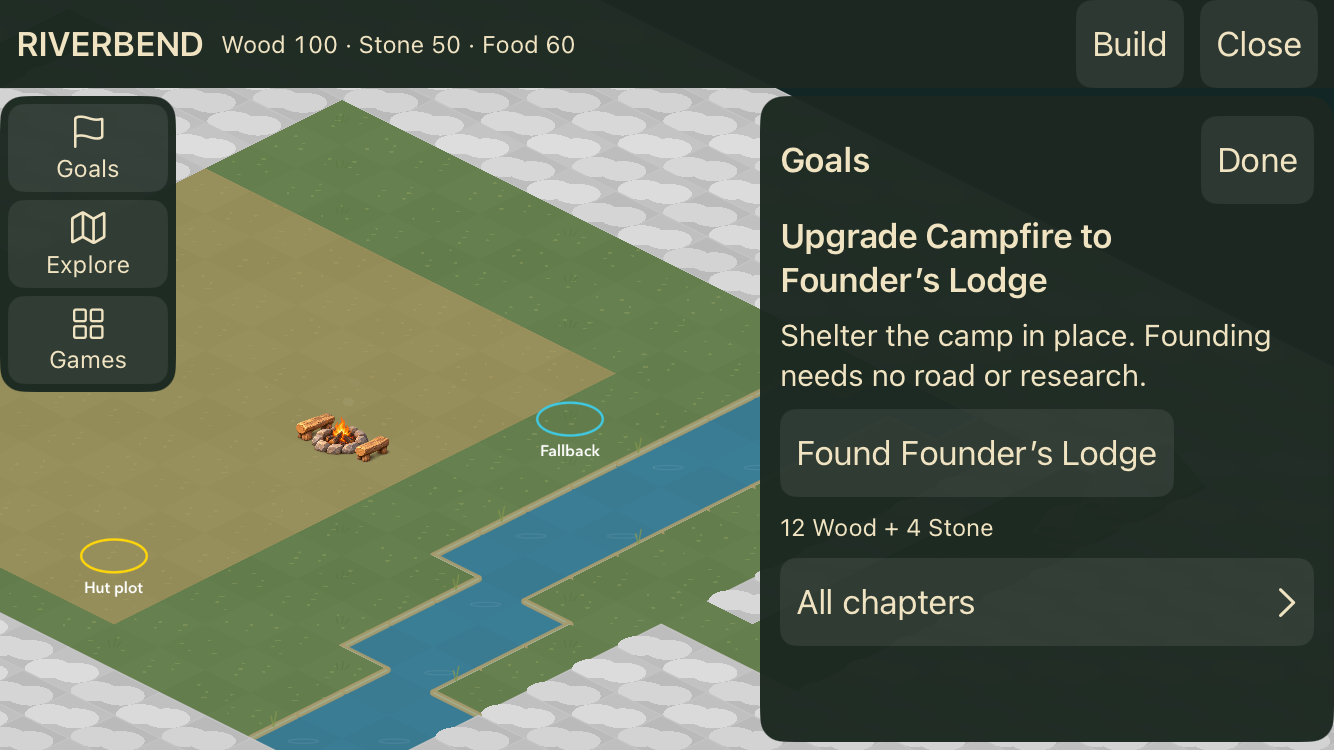 RIVERBEND Wood 100 · Stone 50 · Food 60
Build
Close
Goals
Explore
Games
Fallback
Hut plot
Goals
Done
Upgrade Campfire to
Founder’s Lodge
Shelter the camp in place. Founding
needs no road or research.
Found Founder’s Lodge
12 Wood + 4 Stone
All chapters